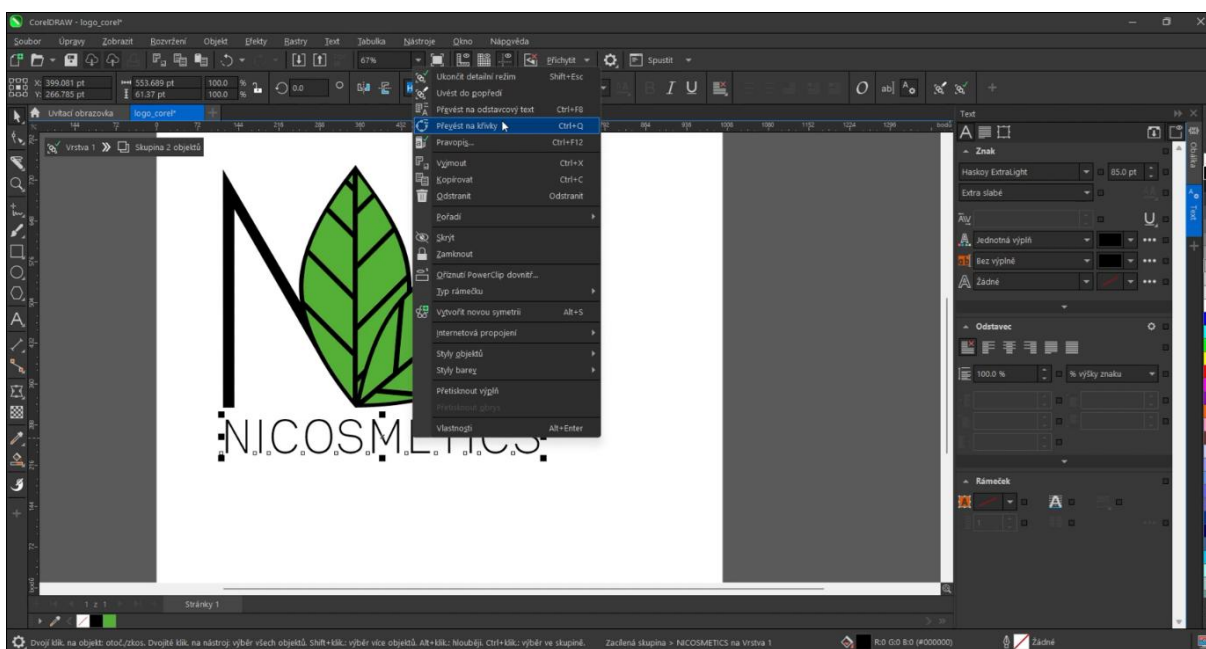 CorelDRAW - logo_corel*
Soubor Úpravy Zobrazit Rozvržení Objekt Efekty Rastry Text Tabulka Nástroje Okno Nápověda
67% Přichytit Spustit
X: 399.081 pt 553.689 pt 100.0 % 0.0
Y: 266.785 pt 61.37 pt 100.0 %
Uvítací obrazovka logo_corel*
Vrstva 1 Skupina 2 objektů
Ukončit detailní režim Shift+Esc
Uvést do popředí
Převést na odstavcový text Ctrl+F8
Převést na křivky Ctrl+Q
Pravopis... Ctrl+F12
Vyjmout Ctrl+X
Kopírovat Ctrl+C
Odstranit Odstranit
Pořadí
Skrýt
Zamknout
Oříznutí PowerClip dovnitř...
Typ rámečku
Vytvořit novou symetrii Alt+S
Internetová propojení
Styly objektů
Styly barev
Přetisknout výplň
Přetisknout obrys
Vlastnosti Alt+Enter
NICOSMETICS
Text
Znak
Haskoy ExtraLight 85.0 pt
Extra slabé
Jednotná výplň
Bez výplně
Žádné
Odstavec
100.0 % % výšky znaku
Rámeček
Obálka
Text
1 z 1 Stránky 1
Dvojí klik. na objekt: otoč./zkos. Dvojité klik. na nástroj: výběr všech objektů. Shift+klik.: výběr více objektů. Alt+klik.: hlouběji. Ctrl+klik.: výběr ve skupině. Zacílená skupina > NICOSMETICS na Vrstva 1 R:0 G:0 B:0 (#000000) Žádné